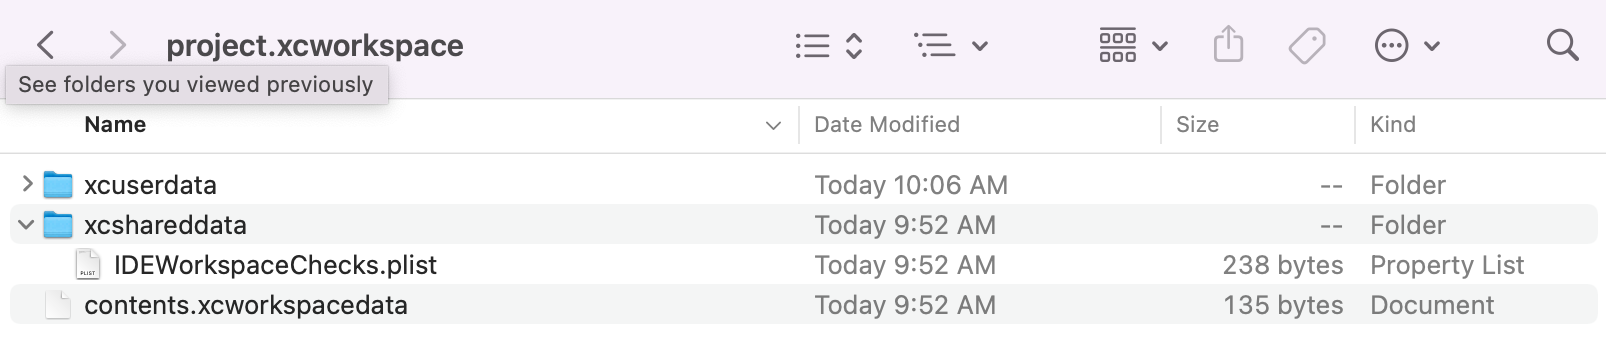 project.xcworkspace
See folders you viewed previously
Name Date Modified Size Kind
xcuserdata Today 10:06 AM -- Folder
xcshareddata Today 9:52 AM -- Folder
PLIST IDEWorkspaceChecks.plist Today 9:52 AM 238 bytes Property List
contents.xcworkspacedata Today 9:52 AM 135 bytes Document